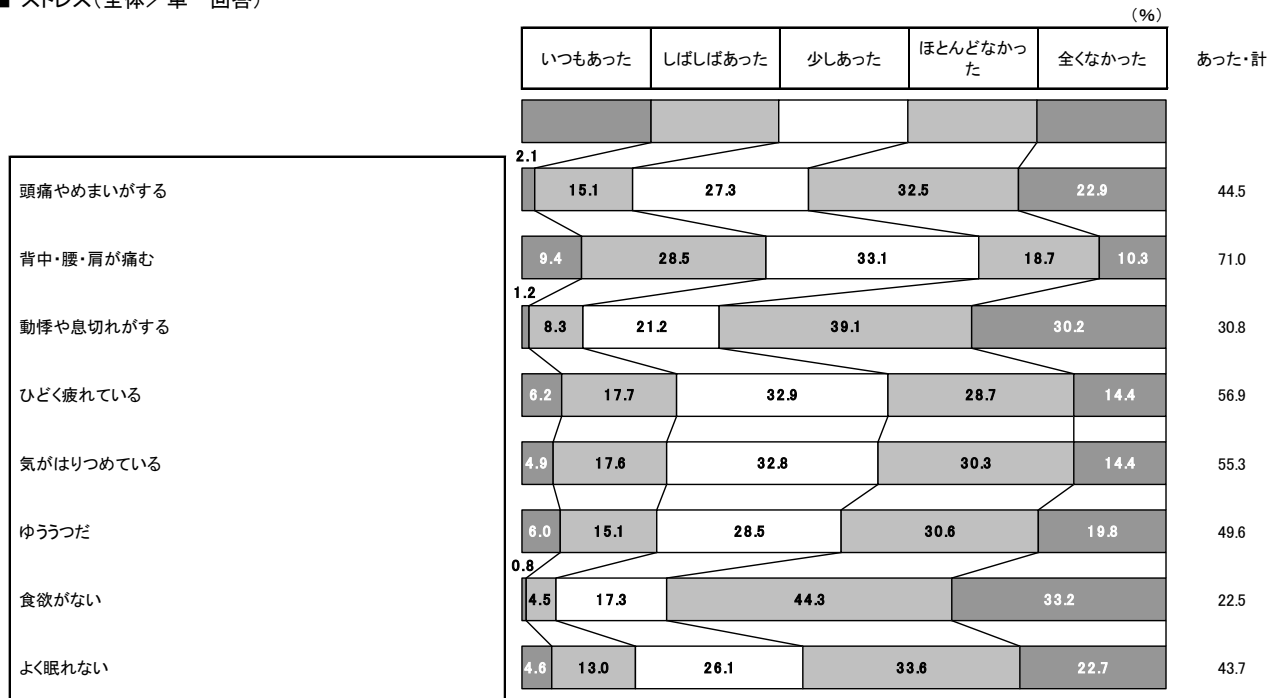 ■ ストレス（全体／単一回答）
（％）
いつもあった しばしばあった 少しあった ほとんどなかっ 全くなかった あった・計
た
2.1
頭痛やめまいがする 15.1 27.3 32.5 22.9 44.5
背中・腰・肩が痛む 9.4 28.5 33.1 18.7 10.3 71.0
1.2
動悸や息切れがする 8.3 21.2 39.1 30.2 30.8
ひどく疲れている 6.2 17.7 32.9 28.7 14.4 56.9
気がはりつめている 4.9 17.6 32.8 30.3 14.4 55.3
ゆううつだ 6.0 15.1 28.5 30.6 19.8 49.6
0.8
食欲がない 4.5 17.3 44.3 33.2 22.5
よく眠れない 4.6 13.0 26.1 33.6 22.7 43.7